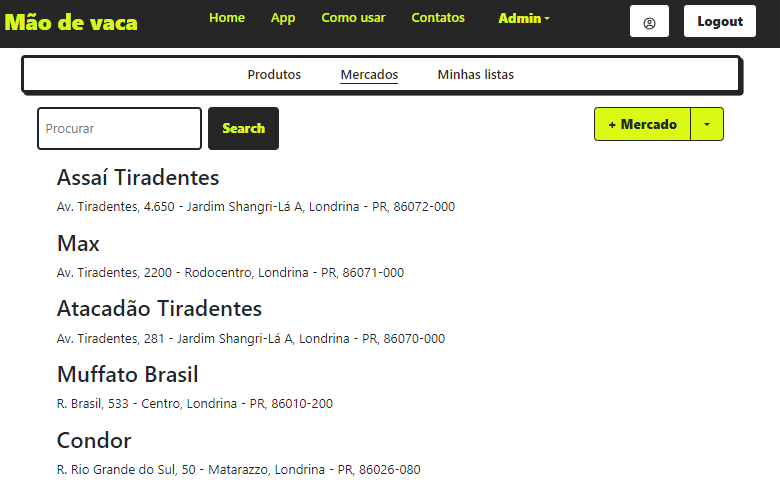 Mão de vaca
Home App Como usar Contatos Admin Logout
Produtos Mercados Minhas listas
Procurar Search + Mercado
Assaí Tiradentes
Av. Tiradentes, 4.650 - Jardim Shangri-Lá A, Londrina - PR, 86072-000
Max
Av. Tiradentes, 2200 - Rodocentro, Londrina - PR, 86071-000
Atacadão Tiradentes
Av. Tiradentes, 281 - Jardim Shangri-Lá A, Londrina - PR, 86070-000
Muffato Brasil
R. Brasil, 533 - Centro, Londrina - PR, 86010-200
Condor
R. Rio Grande do Sul, 50 - Matarazzo, Londrina - PR, 86026-080